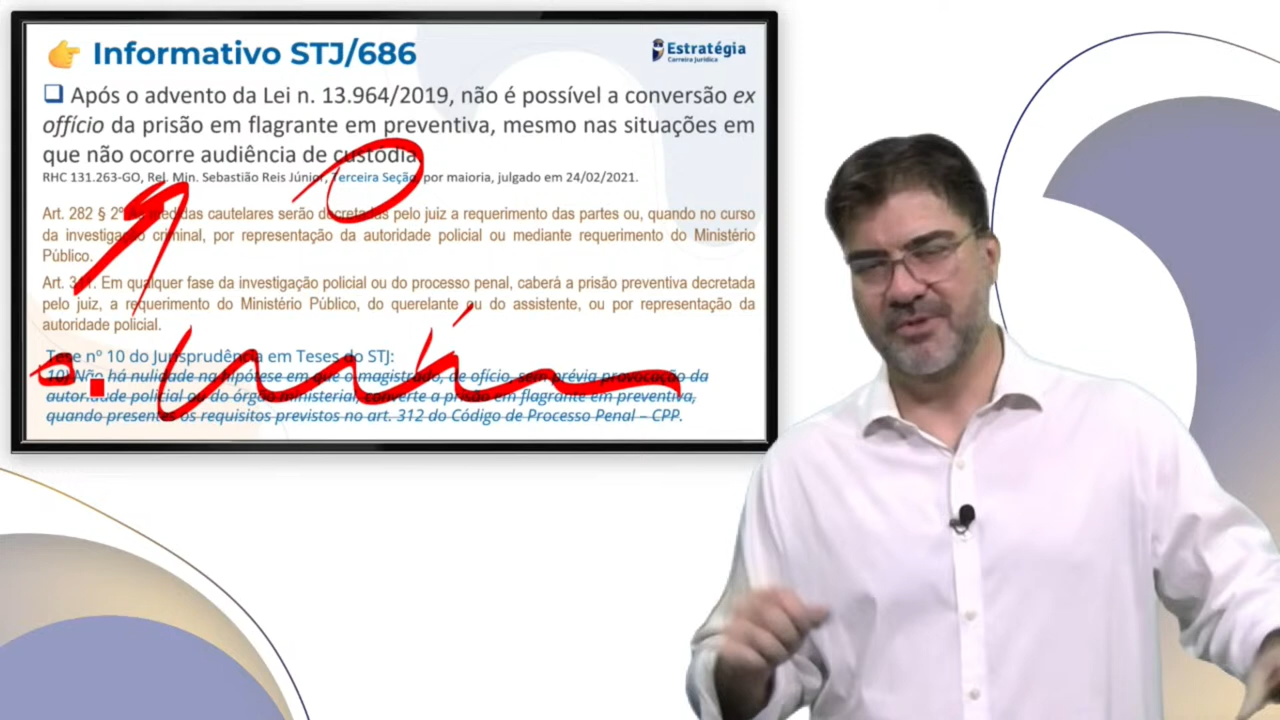 Informativo STJ/686
Estratégia
Carreira Jurídica
Após o advento da Lei n. 13.964/2019, não é possível a conversão ex
offício da prisão em flagrante em preventiva, mesmo nas situações em
que não ocorre audiência de custódia
RHC 131.263-GO, Rel. Min. Sebastião Reis Júnior, Terceira Seção, por maioria, julgado em 24/02/2021.
Art. 282 § 2º medidas cautelares serão decretadas pelo juiz a requerimento das partes ou, quando no curso
da investigação criminal, por representação da autoridade policial ou mediante requerimento do Ministério
Público.
Art. Em qualquer fase da investigação policial ou do processo penal, caberá a prisão preventiva decretada
pelo juiz, a requerimento do Ministério Público, do querelante ou do assistente, ou por representação da
autoridade policial.
Tese nº 10 do Jurisprudência em Teses do STJ:
10) Não há nulidade na hipótese em que o magistrado, de ofício, sem prévia provocação da
autoridade policial ou do órgão ministerial, converte a prisão em flagrante em preventiva,
quando presentes os requisitos previstos no art. 312 do Código de Processo Penal – CPP.